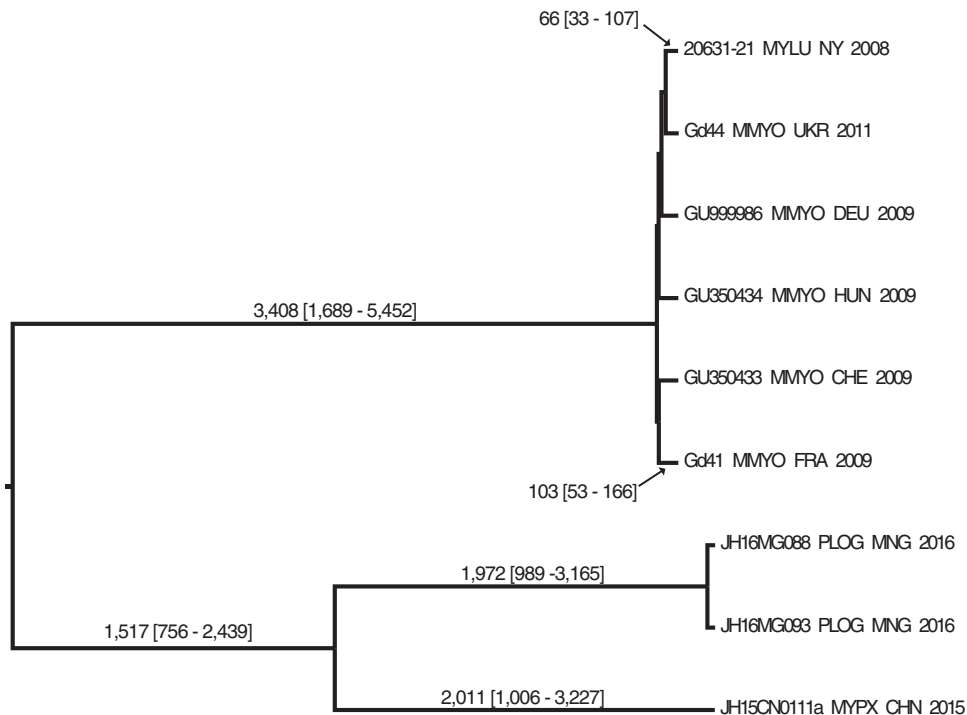 66 [33 - 107]
20631-21 MYLU NY 2008
Gd44 MMYO UKR 2011
GU999986 MMYO DEU 2009
GU350434 MMYO HUN 2009
3,408 [1,689 - 5,452]
GU350433 MMYO CHE 2009
Gd41 MMYO FRA 2009
103 [53 - 166]
JH16MG088 PLOG MNG 2016
1,972 [989 -3,165]
JH16MG093 PLOG MNG 2016
1,517 [756 - 2,439]
2,011 [1,006 - 3,227]
JH15CN0111a MYPX CHN 2015